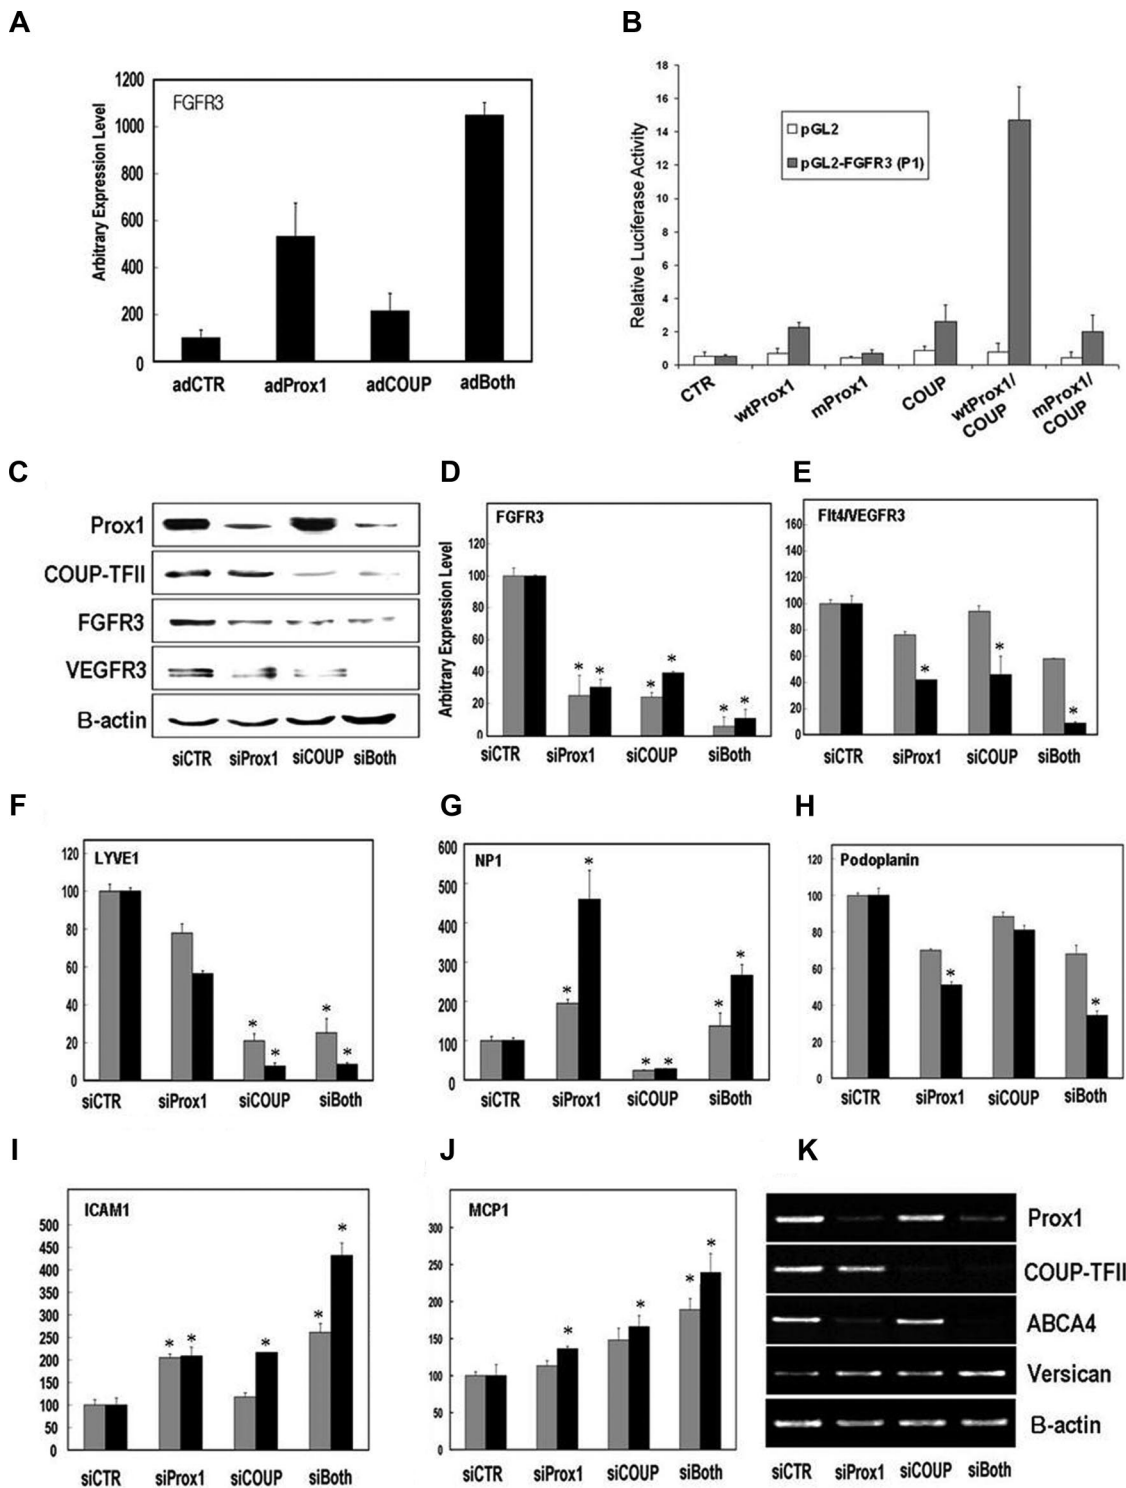 A
FGFR3
Arbitrary Expression Level
1200
1000
800
600
400
200
0
adCTR adProx1 adCOUP adBoth
B
Relative Luciferase Activity
18
16
14
12
10
8
6
4
2
0
pGL2
pGL2-FGFR3 (P1)
CTR
wtProx1
mProx1
COUP
wtProx1/
COUP
mProx1/
COUP
C
Prox1
COUP-TFII
FGFR3
VEGFR3
B-actin
siCTR siProx1 siCOUP siBoth
D
FGFR3
Arbitrary Expression Level
120
100
80
60
40
20
0
* * * * * *
siCTR siProx1 siCOUP siBoth
E
Flt4/VEGFR3
160
140
120
100
80
60
40
20
0
* * *
siCTR siProx1 siCOUP siBoth
F
LYVE1
120
100
80
60
40
20
0
* * * *
siCTR siProx1 siCOUP siBoth
G
NP1
600
500
400
300
200
100
0
* * * * * *
siCTR siProx1 siCOUP siBoth
H
Podoplanin
120
100
80
60
40
20
0
* *
siCTR siProx1 siCOUP siBoth
I
ICAM1
500
450
400
350
300
250
200
150
100
50
0
* * * * *
siCTR siProx1 siCOUP siBoth
J
MCP1
300
250
200
150
100
50
0
* * * *
siCTR siProx1 siCOUP siBoth
K
Prox1
COUP-TFII
ABCA4
Versican
B-actin
siCTR siProx1 siCOUP siBoth